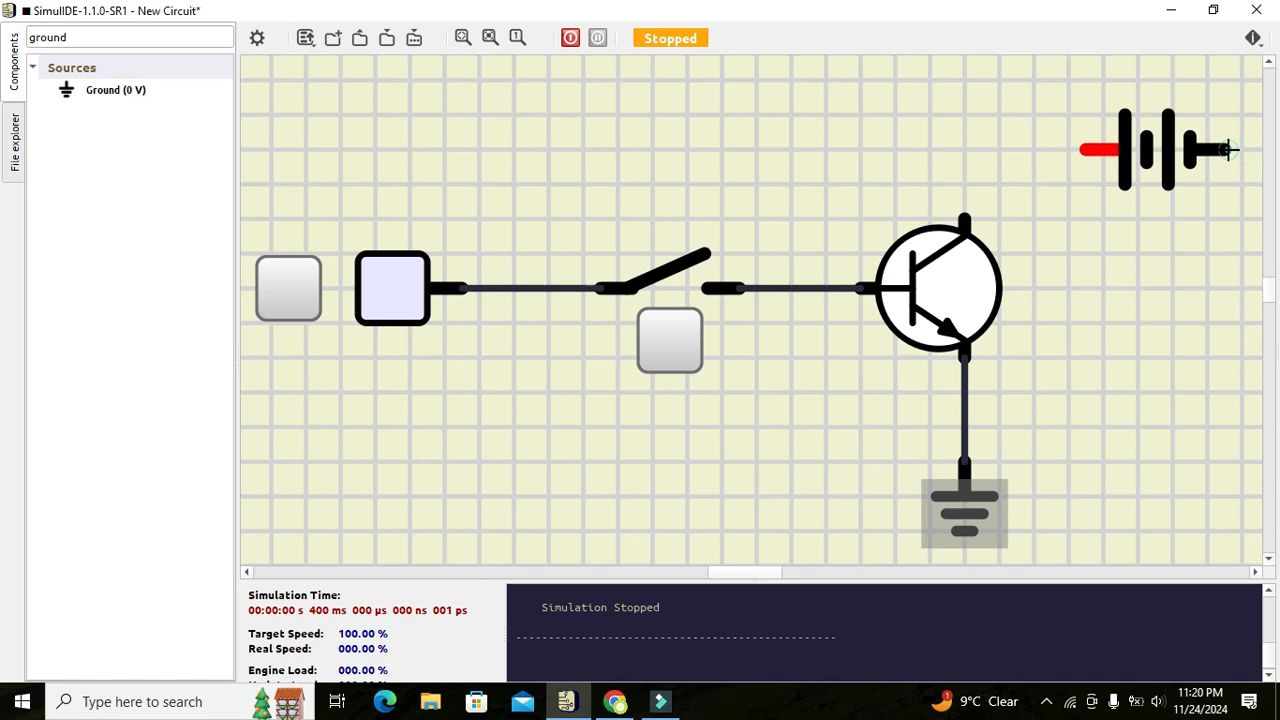 SimulIDE-1.1.0-SR1 - New Circuit*
Components
File explorer
ground
Sources
Ground (0 V)
Stopped
Simulation Time:
00:00:00 s 400 ms 000 µs 000 ns 001 ps
Target Speed: 100.00 %
Real Speed: 000.00 %
Engine Load: 000.00 %
Simulation Stopped
Type here to search
1
9°C Clear
11:20 PM
11/24/2024